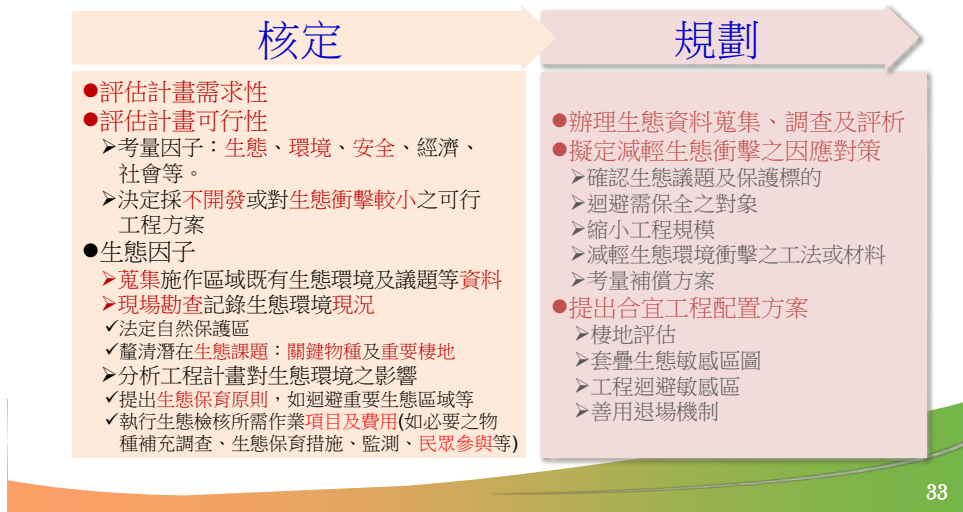 核定
●評估計畫需求性
●評估計畫可行性
➢考量因子：生態、環境、安全、經濟、
社會等。
➢決定採不開發或對生態衝擊較小之可行
工程方案
●生態因子
➢蒐集施作區域既有生態環境及議題等資料
➢現場勘查記錄生態環境現況
✓法定自然保護區
✓釐清潛在生態課題：關鍵物種及重要棲地
➢分析工程計畫對生態環境之影響
✓提出生態保育原則，如迴避重要生態區域等
✓執行生態檢核所需作業項目及費用(如必要之物
種補充調查、生態保育措施、監測、民眾參與等)
規劃
●辦理生態資料蒐集、調查及評析
●擬定減輕生態衝擊之因應對策
➢確認生態議題及保護標的
➢迴避需保全之對象
➢縮小工程規模
➢減輕生態環境衝擊之工法或材料
➢考量補償方案
●提出合宜工程配置方案
➢棲地評估
➢套疊生態敏感區圖
➢工程迴避敏感區
➢善用退場機制
33